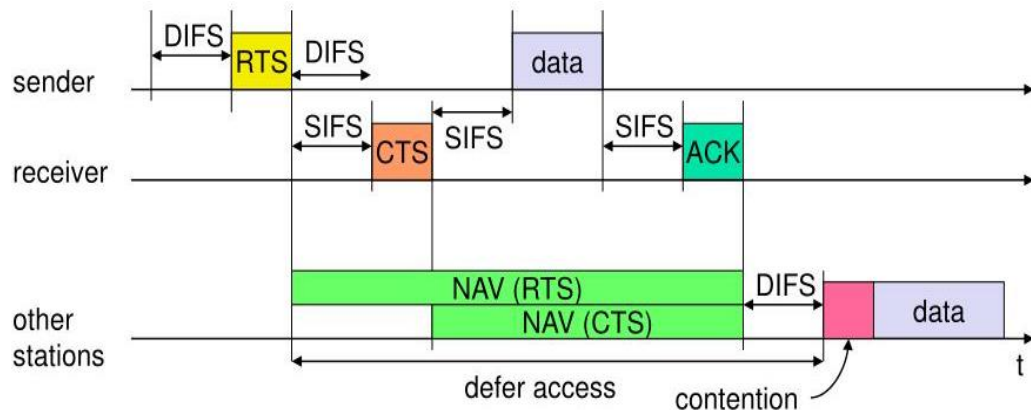 DIFS
DIFS
RTS
data
sender
SIFS
SIFS
SIFS
CTS
ACK
receiver
NAV (RTS)
DIFS
NAV (CTS)
data
other
stations
defer access
contention
t